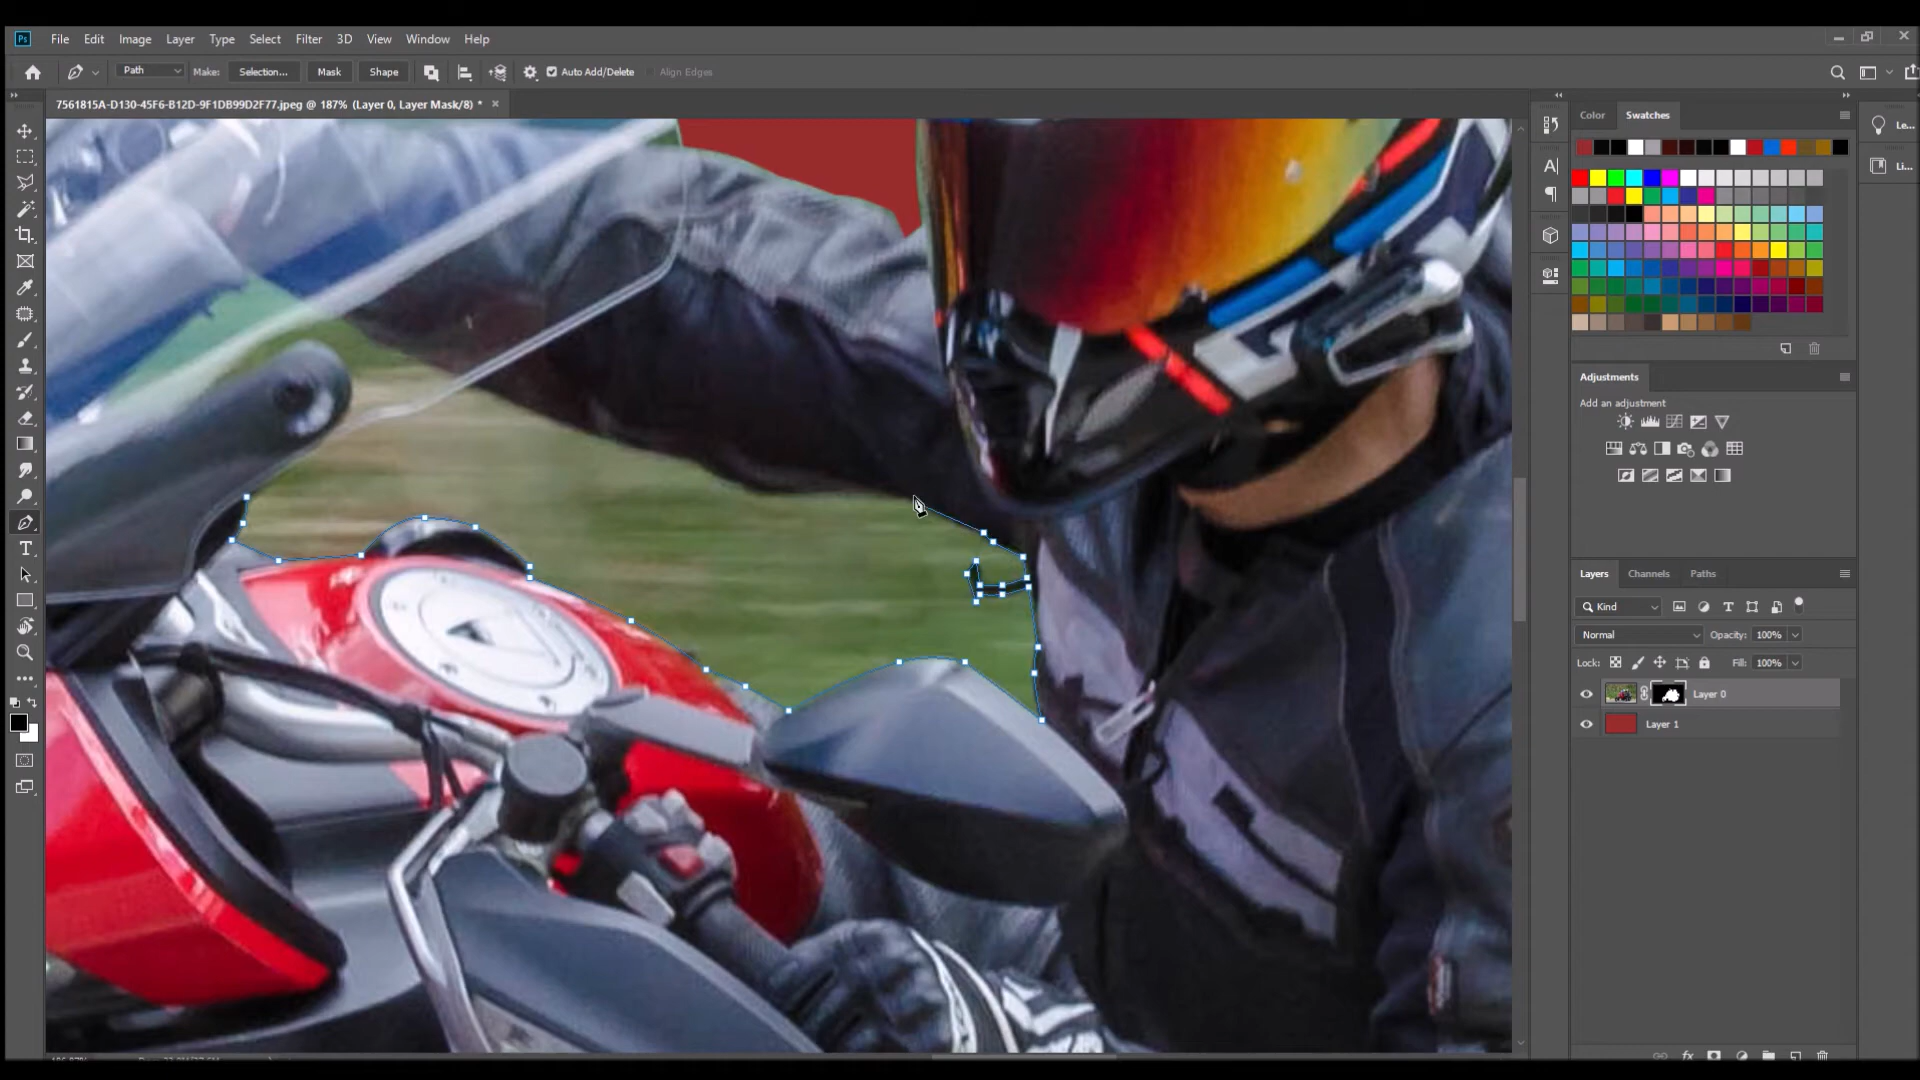 Ps File Edit Image Layer Type Select Filter 3D View Window Help
Path Make: Selection... Mask Shape Auto Add/Delete Align Edges
7561815A-D130-45F6-B12D-9F1DB99D2F77.jpeg @ 187% (Layer 0, Layer Mask/8) *
Color Swatches
Le...
Li...
Adjustments
Add an adjustment
Layers Channels Paths
Kind
Normal Opacity: 100%
Lock: Fill: 100%
Layer 0
Layer 1